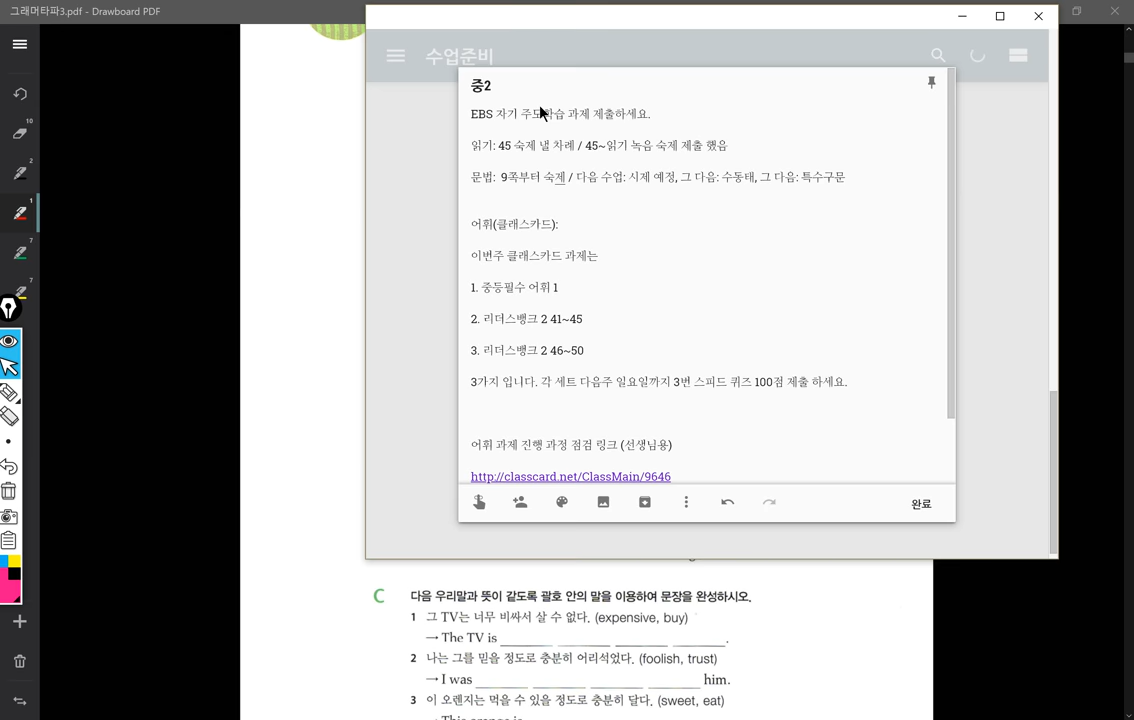 그래머타파3.pdf - Drawboard PDF
수업준비
중2
EBS 자기 주도학습 과제 제출하세요.
읽기: 45 숙제 낼 차례 / 45~읽기 녹음 숙제 제출 했음
문법: 9쪽부터 숙제 / 다음 수업: 시제 예정, 그 다음: 수동태, 그 다음: 특수구문
어휘(클래스카드):
이번주 클래스카드 과제는
1. 중등필수 어휘 1
2. 리더스뱅크 2 41~45
3. 리더스뱅크 2 46~50
3가지 입니다. 각 세트 다음주 일요일까지 3번 스피드 퀴즈 100점 제출 하세요.
어휘 과제 진행 과정 점검 링크 (선생님용)
http://classcard.net/ClassMain/9646
완료
10
2
1
7
7
C 다음 우리말과 뜻이 같도록 괄호 안의 말을 이용하여 문장을 완성하시오.
1 그 TV는 너무 비싸서 살 수 없다. (expensive, buy)
→ The TV is ____ ____ ____ ____.
2 나는 그를 믿을 정도로 충분히 어리석었다. (foolish, trust)
→ I was ____ ____ ____ ____ him.
3 이 오렌지는 먹을 수 있을 정도로 충분히 달다. (sweet, eat)